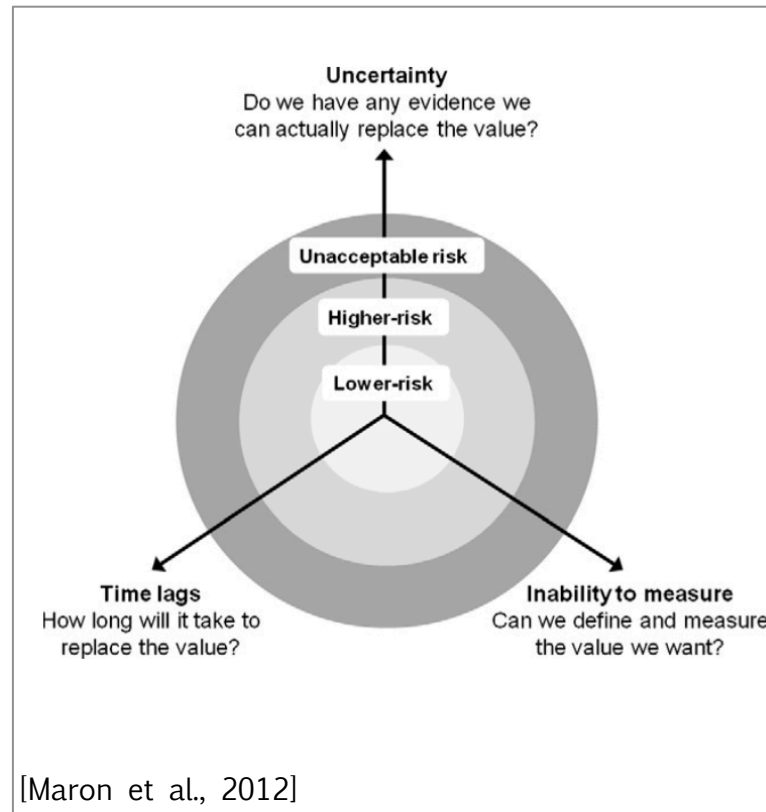 Uncertainty
Do we have any evidence we
can actually replace the value?
Unacceptable risk
Higher-risk
Lower-risk
Time lags
How long will it take to
replace the value?
Inability to measure
Can we define and measure
the value we want?
[Maron et al., 2012]